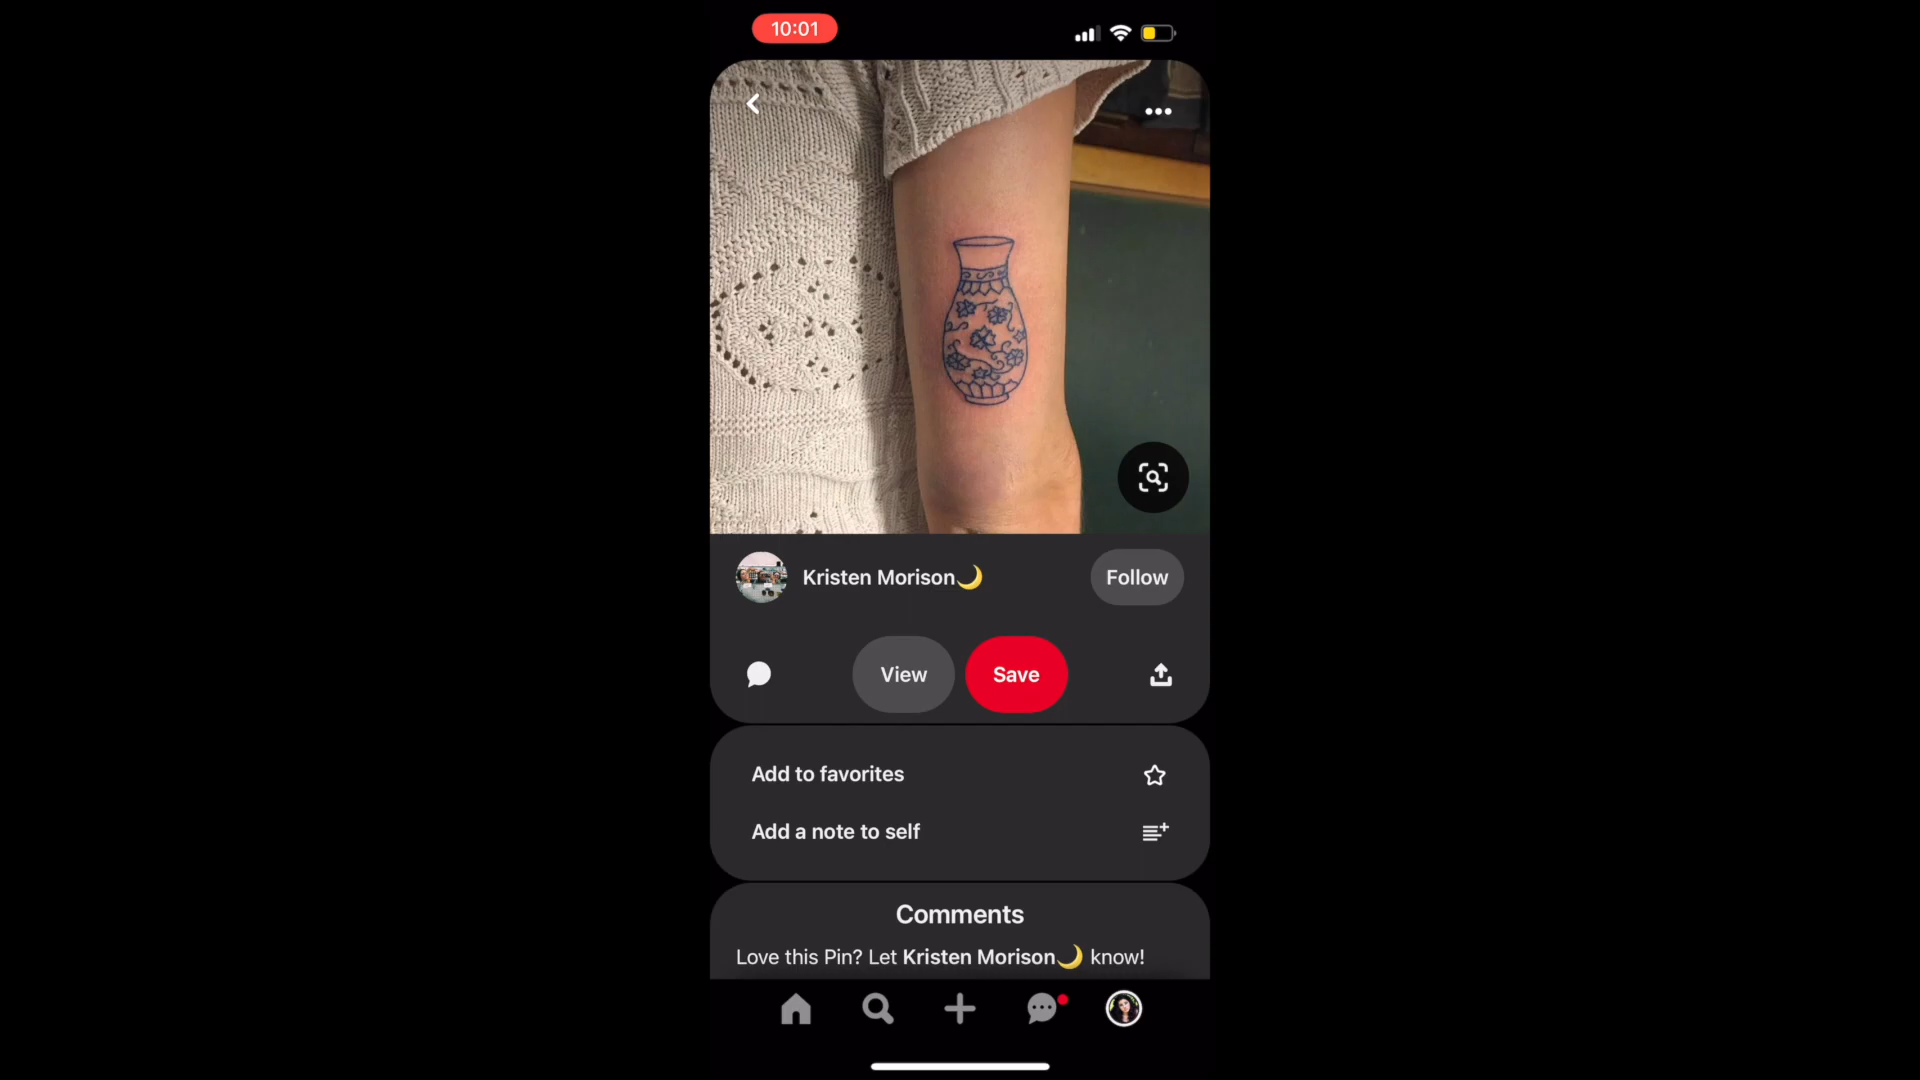 10:01
Kristen Morison🌙
Follow
View
Save
Add to favorites
Add a note to self
Comments
Love this Pin? Let Kristen Morison🌙 know!